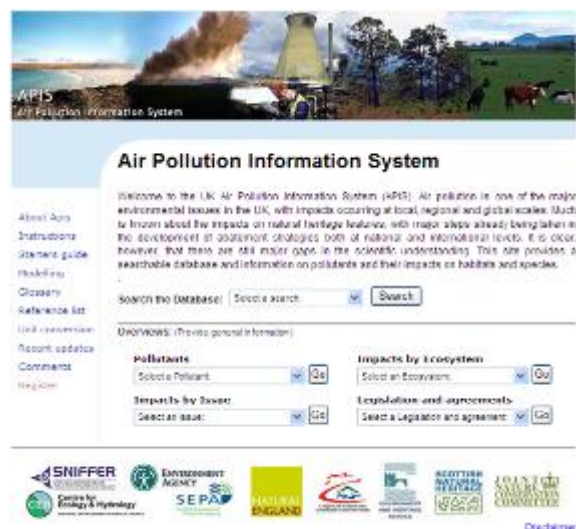 APIS
Air Pollution Information System
Air Pollution Information System
Welcome to the UK Air Pollution Information System (APIS). Air pollution is one of the major
environmental issues in the UK, with impacts occurring at local, regional and global scales. Much
is known about the impacts on natural heritage features, with major steps already being taken in
the development of abatement strategies both at national and international levels. It is clear,
however, that there are still major gaps in the scientific understanding. This site provides a
searchable database and information on pollutants and their impacts on habitats and species.
About Apis
Instructions
Starters guide
Modelling
Glossary
Reference list
Unit conversion
Recent updates
Comments
Register
Search the Database: Select a search Search
Overviews: (Provide general information)
Pollutants
Select a Pollutant Go
Impacts by Ecosystem
Select an Ecosystem Go
Impacts by Issue
Select an Issue: Go
Legislation and agreements
Select a Legislation and agreement Go
SNIFFER
Centre for
Ecology & Hydrology
ENVIRONMENT
AGENCY
SEPA
NATURAL
ENGLAND
SCOTTISH
NATURAL
HERITAGE
JOINT
NATURE
CONSERVATION
COMMITTEE
Disclaimer